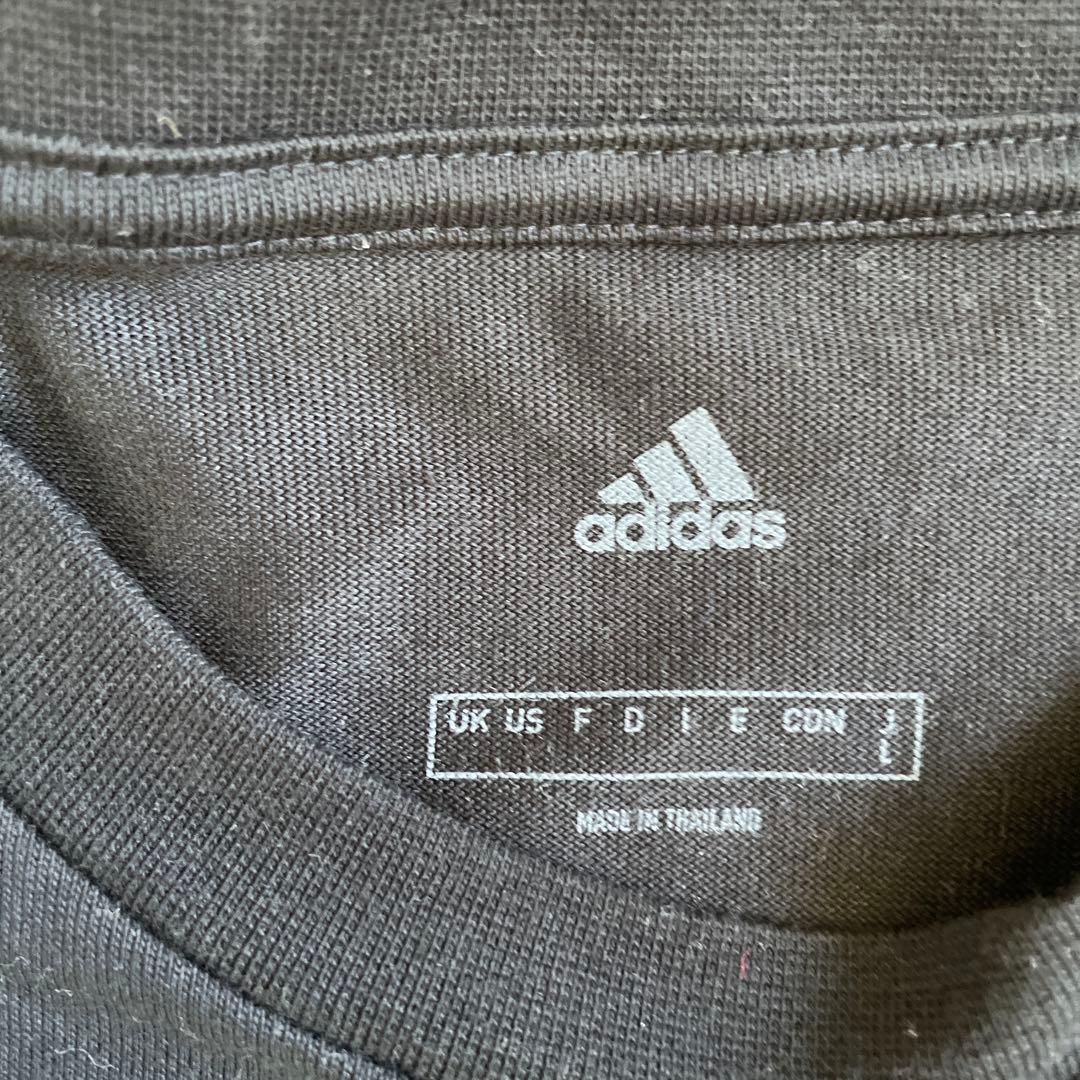 adidas
UK US F D I E CDN J
L
MADE IN THAILAND